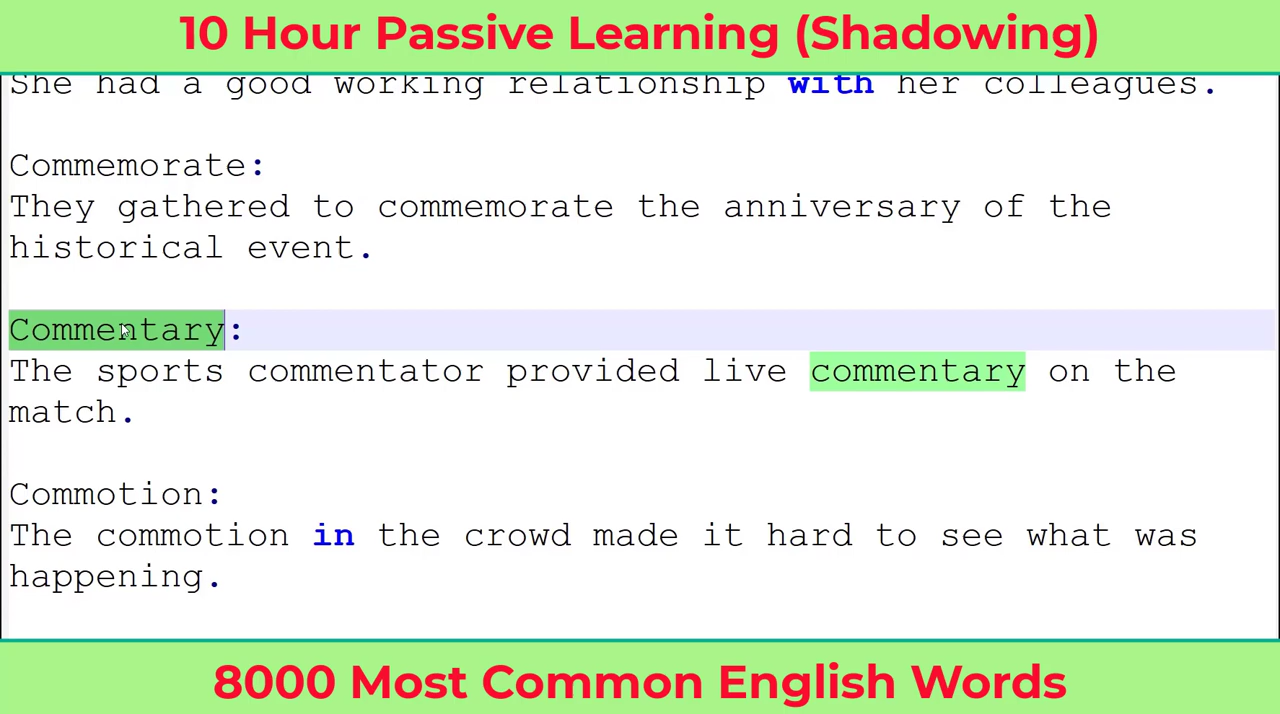 10 Hour Passive Learning (Shadowing)
She had a good working relationship with her colleagues.
Commemorate:
They gathered to commemorate the anniversary of the
historical event.
Commentary:
The sports commentator provided live commentary on the
match.
Commotion:
The commotion in the crowd made it hard to see what was
happening.
8000 Most Common English Words